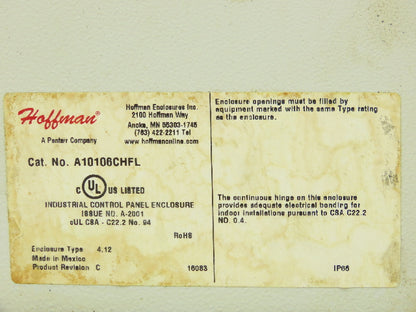 Hoffman
A Pentair Company
Hoffman Enclosures Inc.
2100 Hoffman Way
Anoka, MN 55303-1745
(763) 422-2211 Tel
www.hoffmanonline.com
Cat. No. A10106CHFL
c UL US LISTED
INDUSTRIAL CONTROL PANEL ENCLOSURE
ISSUE NO. A-2001
cUL CSA - C22.2 No. 94
RoHS
Enclosure Type 4,12
Made in Mexico
Product Revision C
16083
Enclosure openings must be filled by
equipment marked with the same Type rating
as the enclosure.
The continuous hinge on this enclosure
provides adequate electrical bonding for
indoor installations pursuant to CSA C22.2
NO. 0.4.
IP66